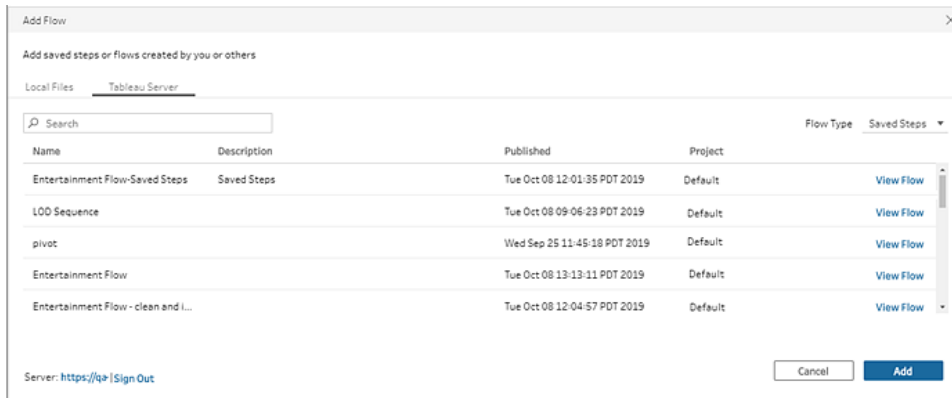 Add Flow
Add saved steps or flows created by you or others
Local Files Tableau Server
Search Flow Type Saved Steps
Name Description Published Project
Entertainment Flow-Saved Steps Saved Steps Tue Oct 08 12:01:35 PDT 2019 Default View Flow
LOD Sequence Tue Oct 08 09:06:23 PDT 2019 Default View Flow
pivot Wed Sep 25 11:45:18 PDT 2019 Default View Flow
Entertainment Flow Tue Oct 08 13:13:11 PDT 2019 Default View Flow
Entertainment Flow - clean and i... Tue Oct 08 12:04:57 PDT 2019 Default View Flow
Server: https://qa- | Sign Out Cancel Add